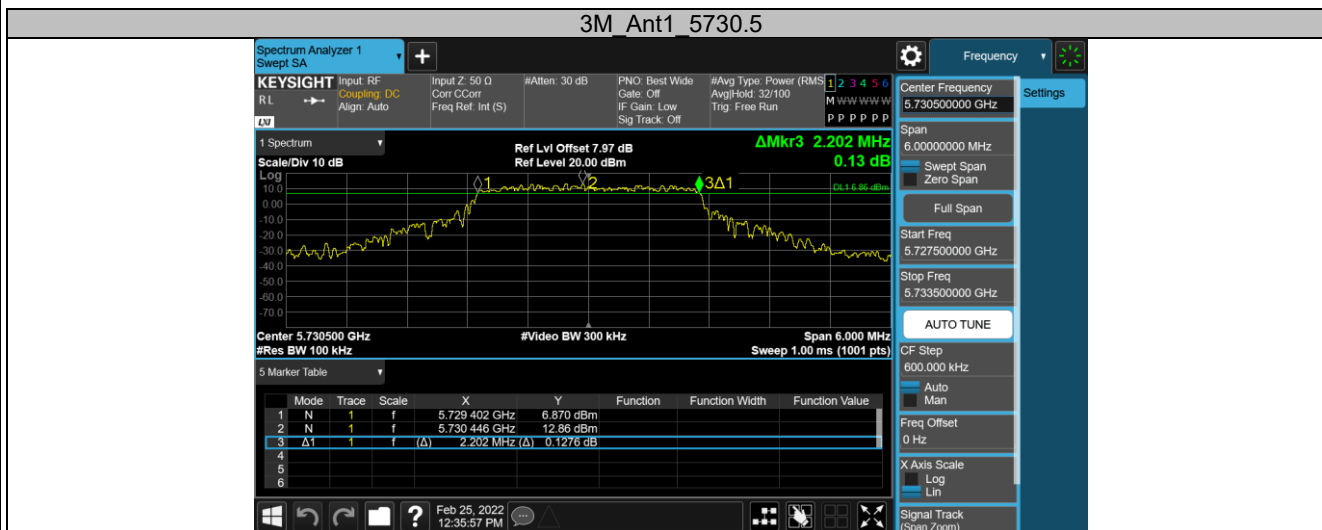 3M_Ant1_5730.5
Spectrum Analyzer 1
Swept SA
+
Frequency
KEYSIGHT
RL
LXI
Input: RF
Coupling: DC
Align: Auto
Input Z: 50 Ω
Corr CCorr
Freq Ref: Int (S)
#Atten: 30 dB
PNO: Best Wide
Gate: Off
IF Gain: Low
Sig Track: Off
#Avg Type: Power (RMS
Avg|Hold: 32/100
Trig: Free Run
1 2 3 4 5 6
M W W W W W
P P P P P P
1 Spectrum
Scale/Div 10 dB
Ref Lvl Offset 7.97 dB
Ref Level 20.00 dBm
ΔMkr3 2.202 MHz
0.13 dB
Log
10.0
0.00
-10.0
-20.0
-30.0
-40.0
-50.0
-60.0
-70.0
1
2
3Δ1
DL1 6.86 dBm
Center 5.730500 GHz
#Video BW 300 kHz
Span 6.000 MHz
#Res BW 100 kHz
Sweep 1.00 ms (1001 pts)
5 Marker Table
Mode Trace Scale X Y Function Function Width Function Value
1 N 1 f 5.729 402 GHz 6.870 dBm
2 N 1 f 5.730 446 GHz 12.86 dBm
3 Δ1 1 f (Δ) 2.202 MHz (Δ) 0.1276 dB
4
5
6
?
Feb 25, 2022
12:35:57 PM
Center Frequency
5.730500000 GHz
Settings
Span
6.00000000 MHz
Swept Span
Zero Span
Full Span
Start Freq
5.727500000 GHz
Stop Freq
5.733500000 GHz
AUTO TUNE
CF Step
600.000 kHz
Auto
Man
Freq Offset
0 Hz
X Axis Scale
Log
Lin
Signal Track
(Span Zoom)